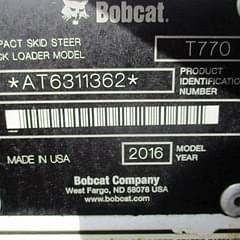 Bobcat.
PACT SKID STEER
CK LOADER MODEL
T770
*AT6311362*
PRODUCT
IDENTIFICATION
NUMBER
MADE IN USA
2016
MODEL
YEAR
Bobcat Company
West Fargo, ND 58078 USA
www.bobcat.com